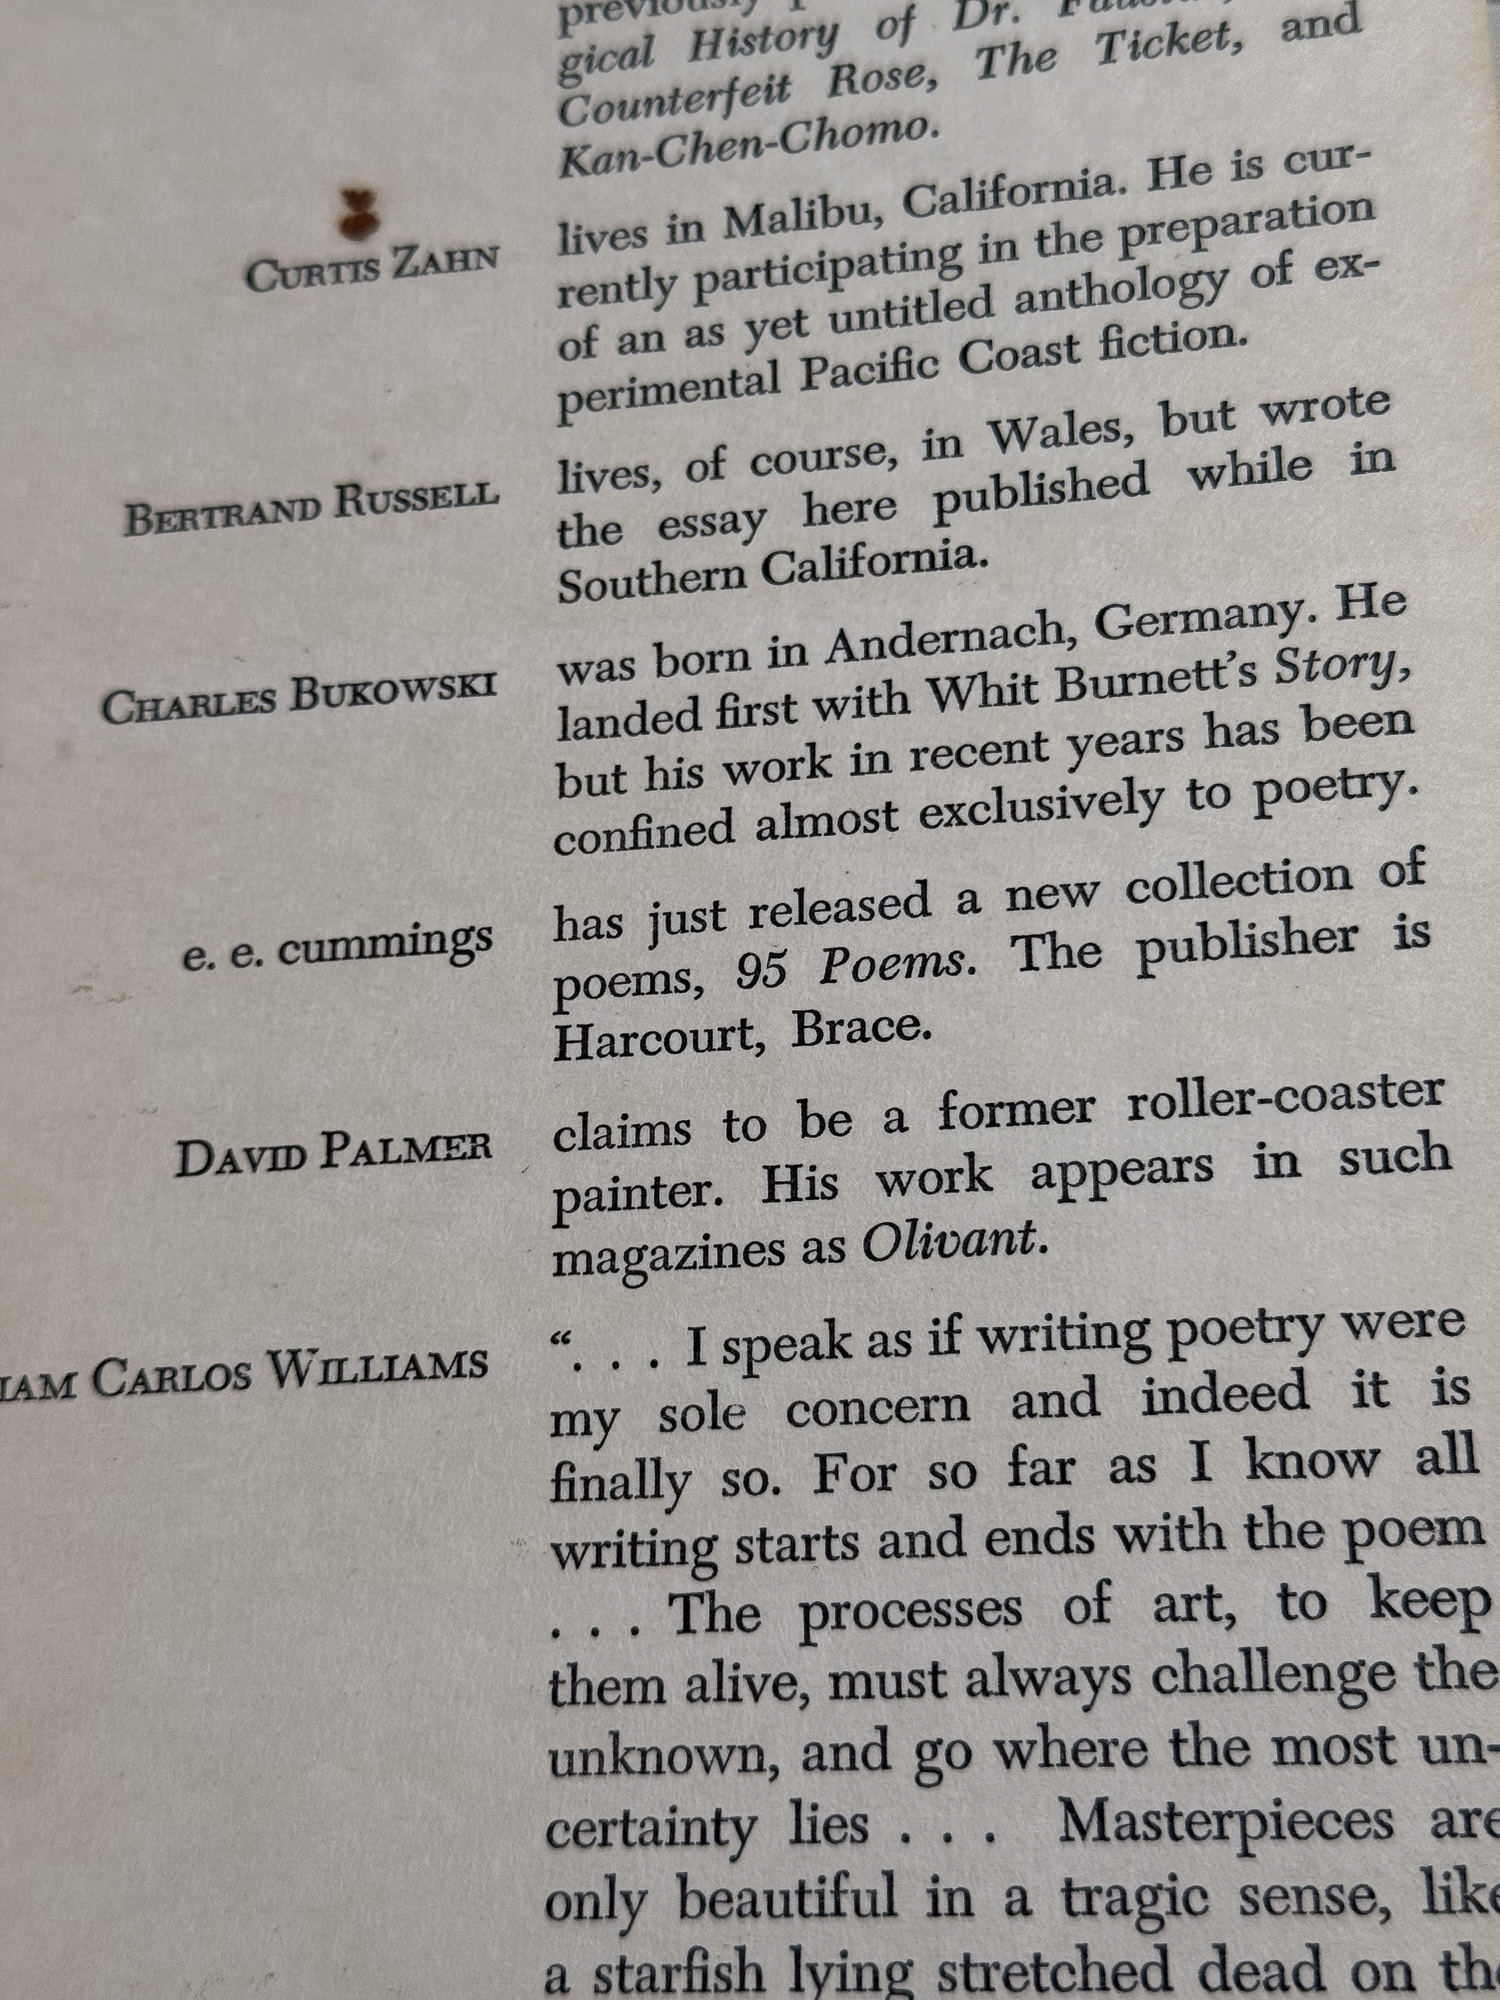 previously
gical History of Dr.
Counterfeit Rose, The Ticket, and
Kan-Chen-Chomo.
CURTIS ZAHN lives in Malibu, California. He is cur-
rently participating in the preparation
of an as yet untitled anthology of ex-
perimental Pacific Coast fiction.
BERTRAND RUSSELL lives, of course, in Wales, but wrote
the essay here published while in
Southern California.
CHARLES BUKOWSKI was born in Andernach, Germany. He
landed first with Whit Burnett's Story,
but his work in recent years has been
confined almost exclusively to poetry.
e. e. cummings has just released a new collection of
poems, 95 Poems. The publisher is
Harcourt, Brace.
DAVID PALMER claims to be a former roller-coaster
painter. His work appears in such
magazines as Olivant.
IAM CARLOS WILLIAMS ". . . I speak as if writing poetry were
my sole concern and indeed it is
finally so. For so far as I know all
writing starts and ends with the poem
. . . The processes of art, to keep
them alive, must always challenge the
unknown, and go where the most un-
certainty lies . . . Masterpieces are
only beautiful in a tragic sense, like
a starfish lying stretched dead on the